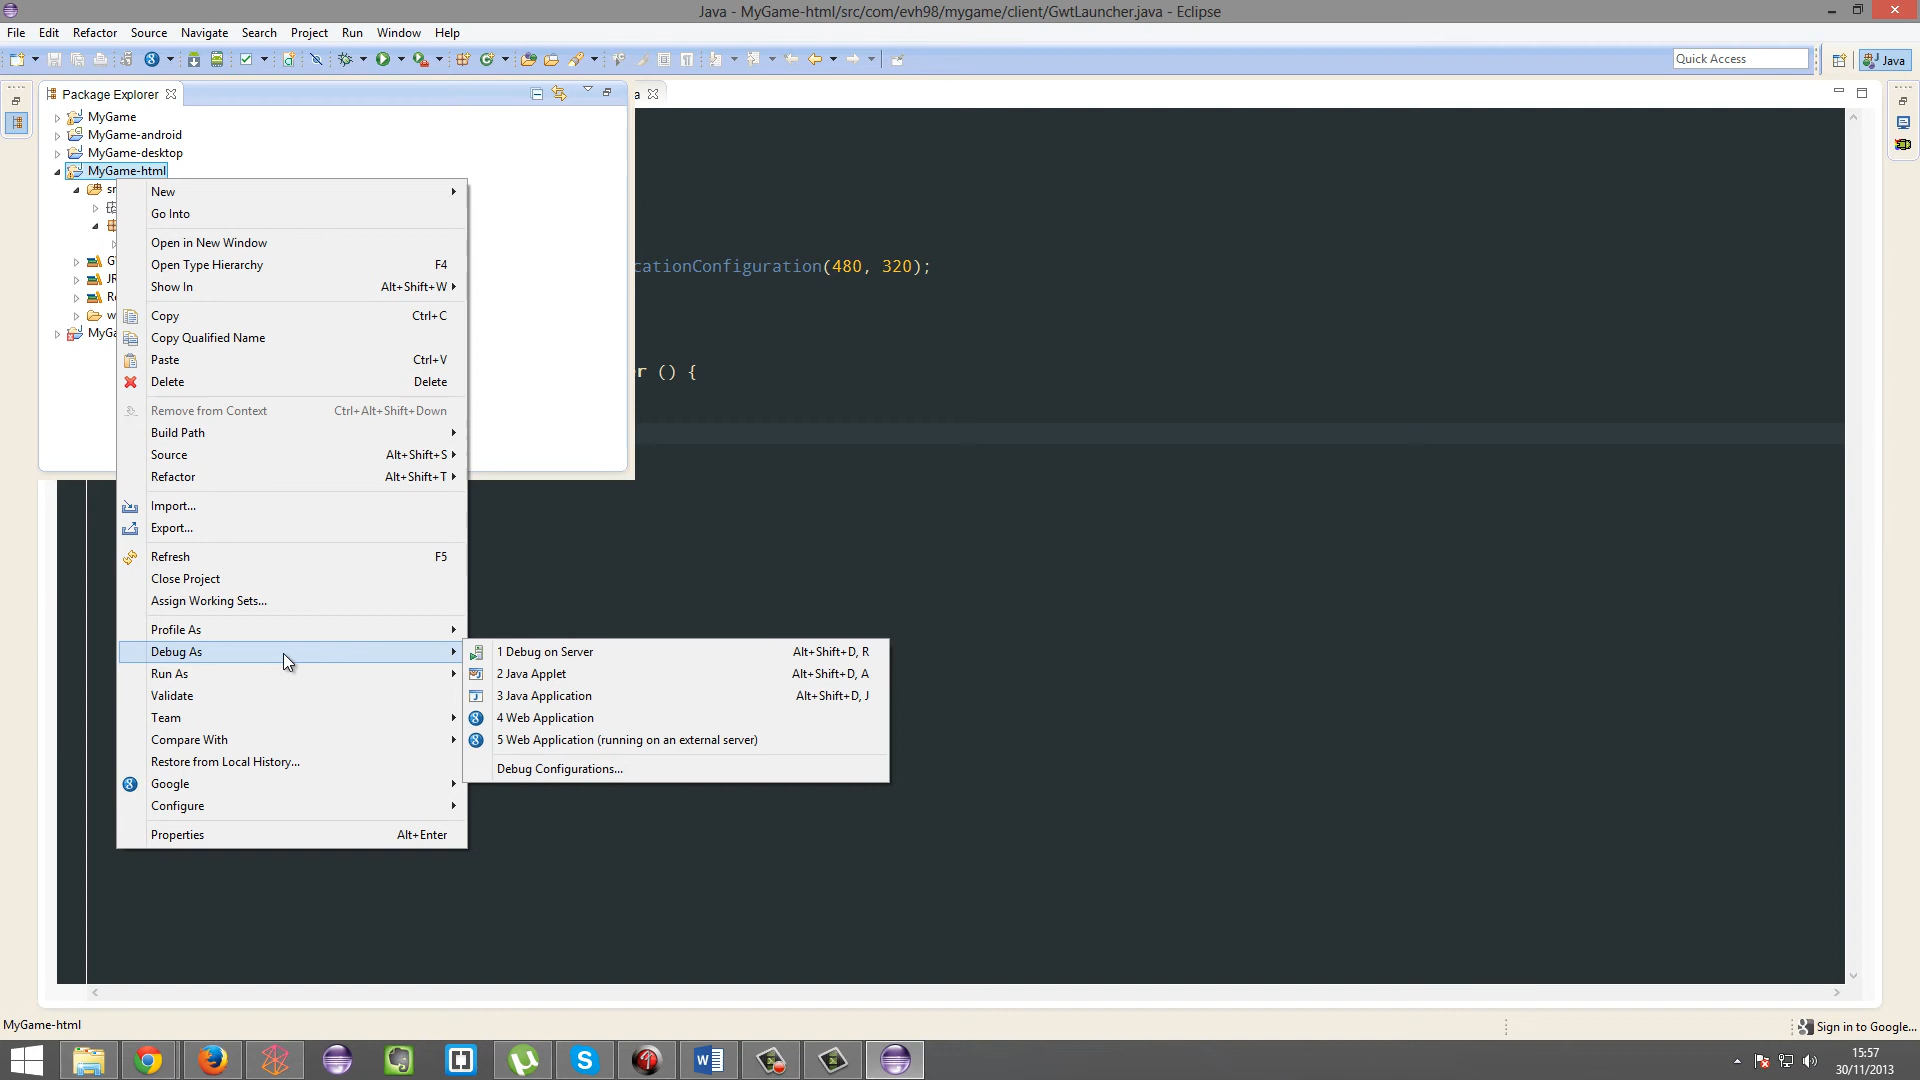 Java - MyGame-html/src/com/evh98/mygame/client/GwtLauncher.java - Eclipse
File Edit Refactor Source Navigate Search Project Run Window Help
Quick Access
Java
Package Explorer
a
MyGame
MyGame-android
MyGame-desktop
MyGame-html
New
Go Into
Open in New Window
Open Type Hierarchy F4
cationConfiguration(480, 320);
Show In Alt+Shift+W
Copy Ctrl+C
Copy Qualified Name
MyGa
Paste Ctrl+V
r () {
Delete Delete
Remove from Context Ctrl+Alt+Shift+Down
Build Path
Source Alt+Shift+S
Refactor Alt+Shift+T
Import...
Export...
Refresh F5
Close Project
Assign Working Sets...
Profile As
Debug As
Run As
Validate
Team
Compare With
Restore from Local History...
Google
Configure
Properties Alt+Enter
1 Debug on Server Alt+Shift+D, R
2 Java Applet Alt+Shift+D, A
3 Java Application Alt+Shift+D, J
4 Web Application
5 Web Application (running on an external server)
Debug Configurations...
MyGame-html
Sign in to Google...
15:57
30/11/2013